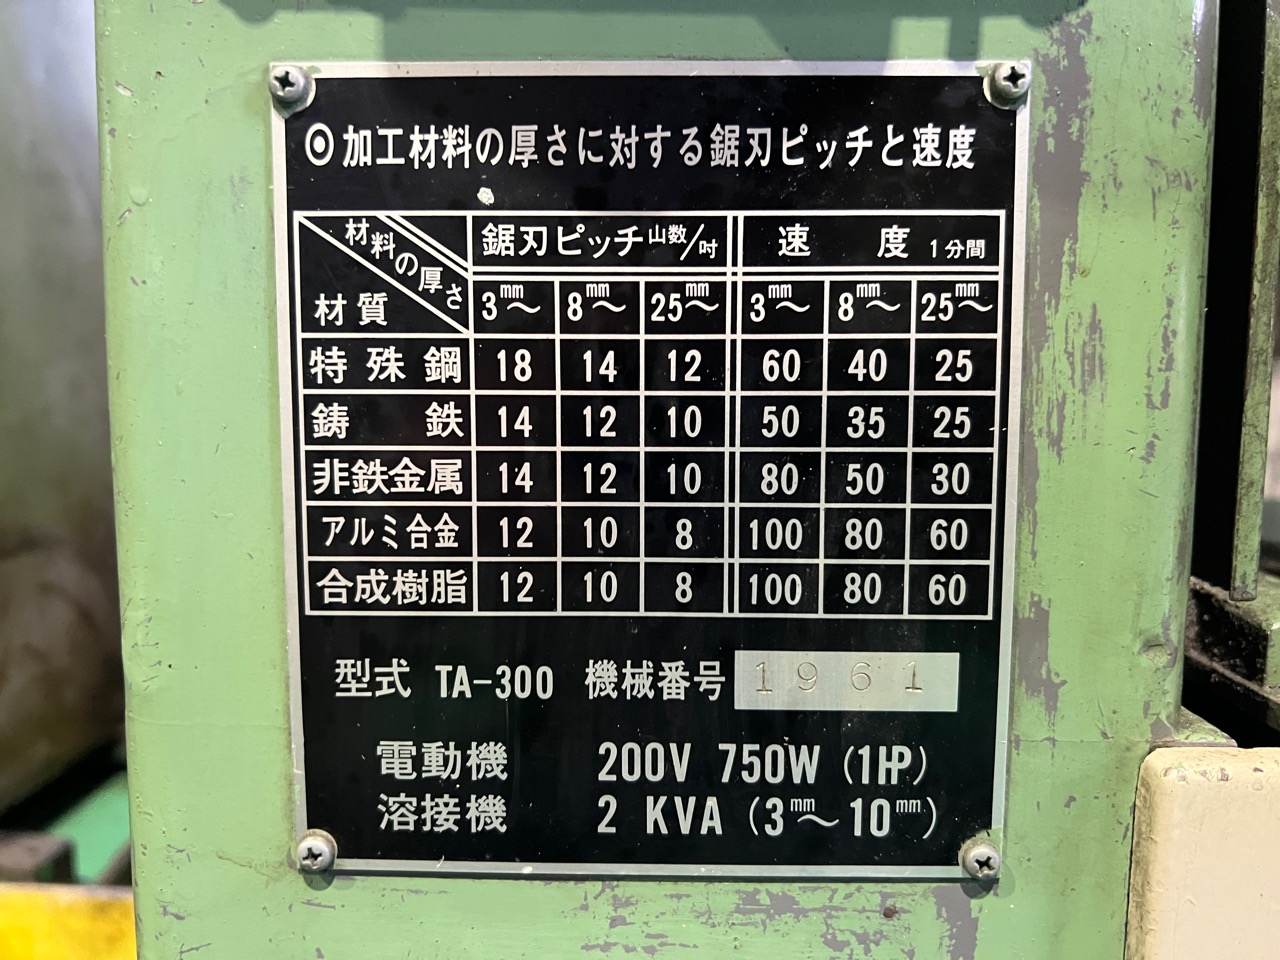 ◎加工材料の厚さに対する鋸刃ピッチと速度
材料の厚さ 鋸刃ピッチ山数/吋 速度 1分間
材質 3mm〜 8mm〜 25mm〜 3mm〜 8mm〜 25mm〜
特殊鋼 18 14 12 60 40 25
鋳鉄 14 12 10 50 35 25
非鉄金属 14 12 10 80 50 30
アルミ合金 12 10 8 100 80 60
合成樹脂 12 10 8 100 80 60
型式 TA-300 機械番号 1961
電動機 200V 750W (1HP)
溶接機 2 KVA (3mm〜10mm)